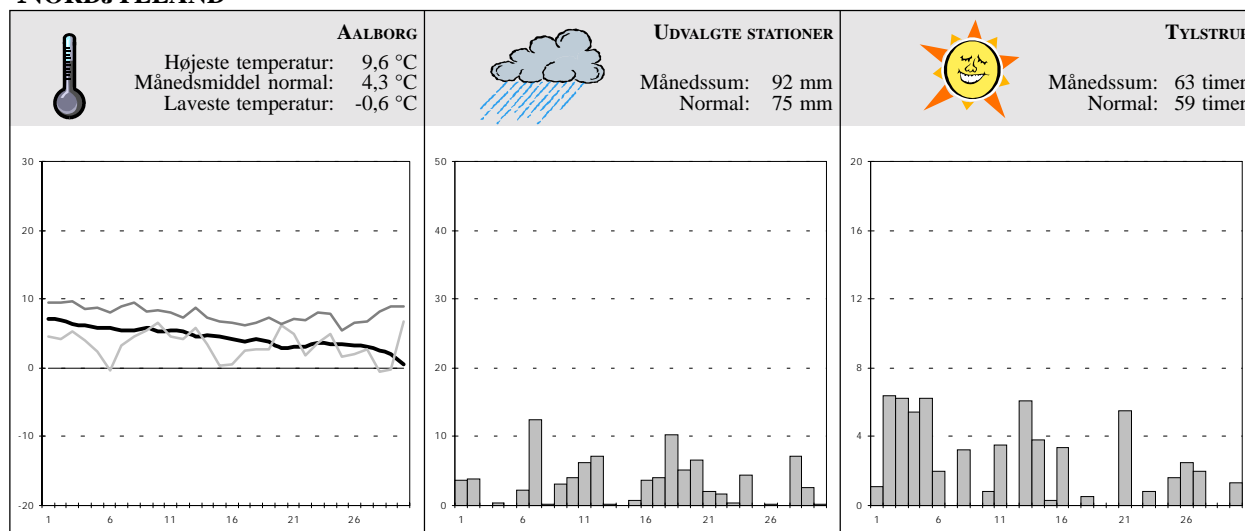 AALBORG
Højeste temperatur: 9,6 °C
Månedsmiddel normal: 4,3 °C
Laveste temperatur: -0,6 °C
UDVALGTE STATIONER
Månedssum: 92 mm
Normal: 75 mm
Månedssum: 63 timer
Normal: 59 timer
30
20
10
0
-10
-20
1 6 11 16 21 26
50
40
30
20
10
0
1 6 11 16 21 26
20
16
12
8
4
0
1 6 11 16 21 26